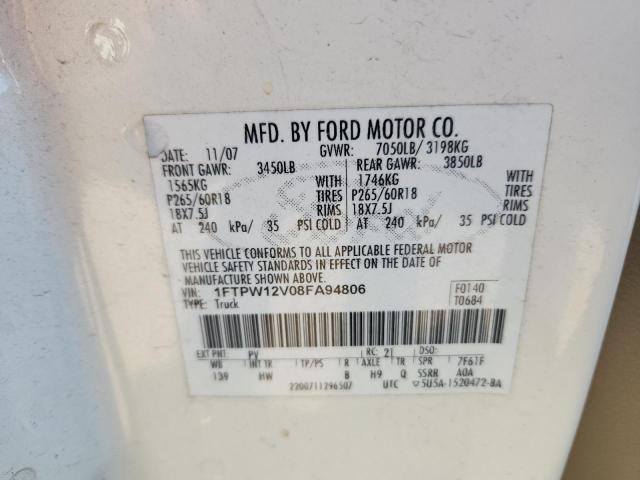 MFD. BY FORD MOTOR CO.
DATE: 11/07 GVWR: 7050LB/ 3198KG
FRONT GAWR: 3450LB REAR GAWR: 3850LB
1565KG WITH 1746KG WITH
P265/60R18 TIRES P265/60R18 TIRES
18X7.5J RIMS 18X7.5J RIMS
AT 240 kPa/ 35 PSI COLD AT 240 kPa/ 35 PSI COLD
THIS VEHICLE CONFORMS TO ALL APPLICABLE FEDERAL MOTOR
VEHICLE SAFETY STANDARDS IN EFFECT ON THE DATE OF
MANUFACTURE SHOWN ABOVE.
VIN: 1FTPW12V08FA94806 F0140
TYPE: Truck T0684
EXT PNT: PV RC: 21 DSO:
WB INT TR TP/PS R AXLE TR SPR 7F61F
139 HW B H9 Q SSRR A0A
2200711296507 UTC 5U5A-1520472-BA